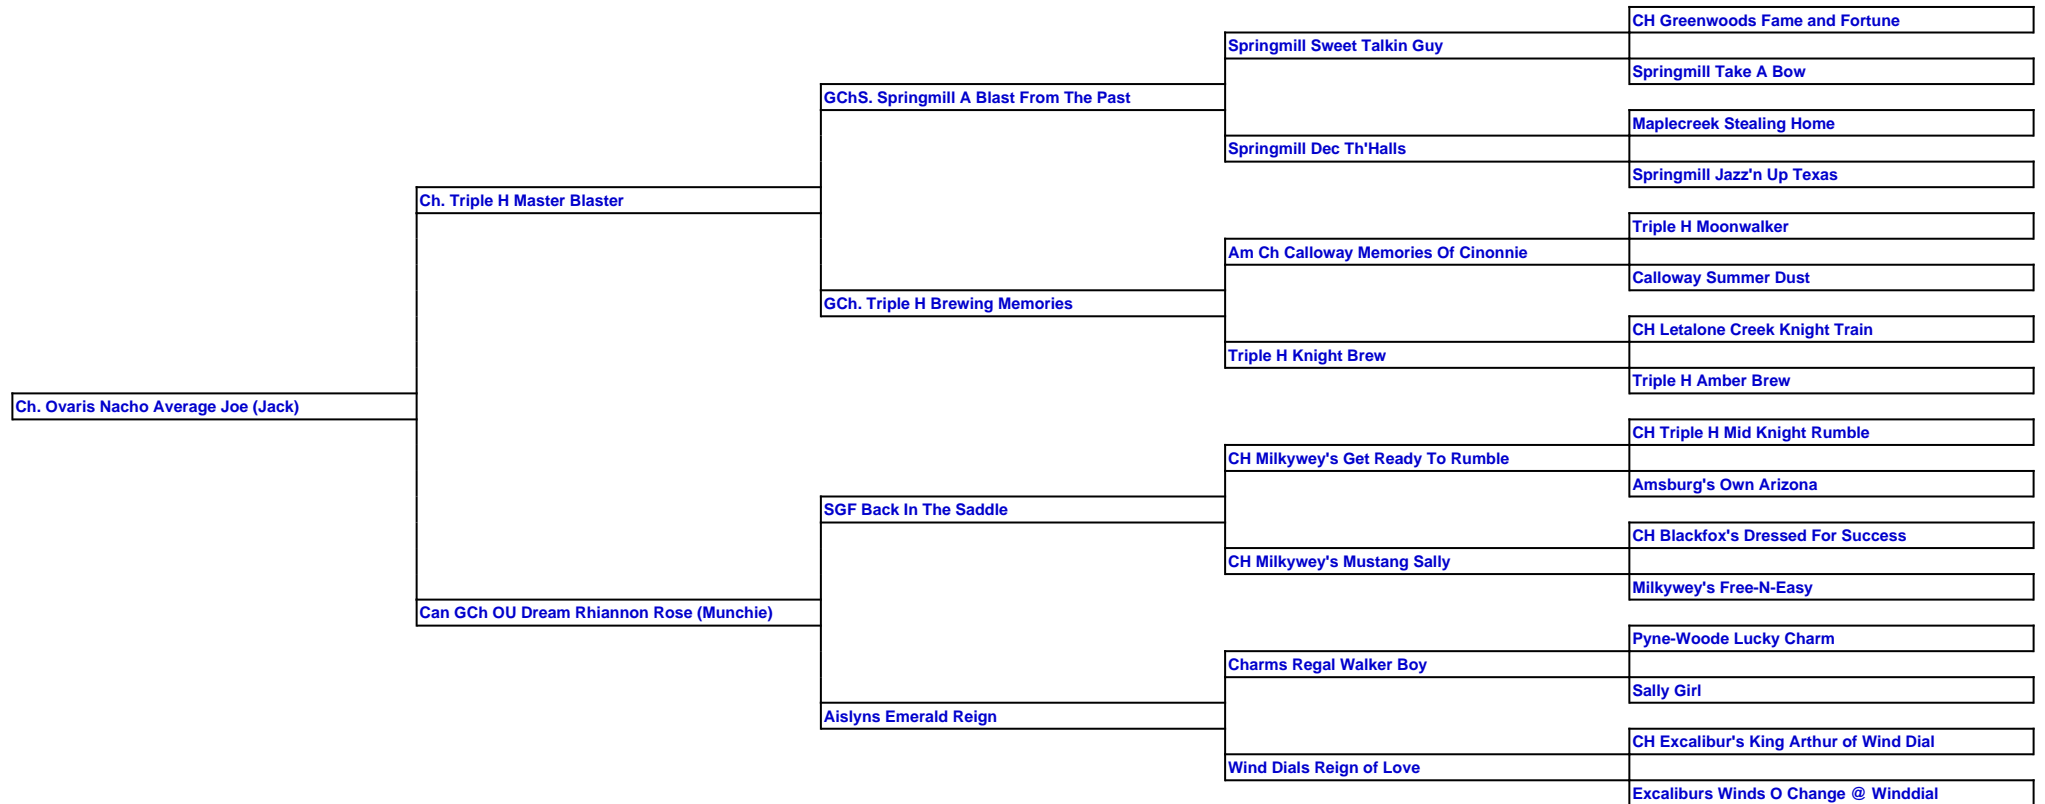 CH Greenwoods Fame and Fortune
Springmill Sweet Talkin Guy
Springmill Take A Bow
GChS. Springmill A Blast From The Past
Maplecreek Stealing Home
Springmill Dec Th'Halls
Springmill Jazz'n Up Texas
Ch. Triple H Master Blaster
Triple H Moonwalker
Am Ch Calloway Memories Of Cinonnie
Calloway Summer Dust
GCh. Triple H Brewing Memories
CH Letalone Creek Knight Train
Triple H Knight Brew
Triple H Amber Brew
Ch. Ovaris Nacho Average Joe (Jack)
CH Triple H Mid Knight Rumble
CH Milkywey's Get Ready To Rumble
Amsburg's Own Arizona
SGF Back In The Saddle
CH Blackfox's Dressed For Success
CH Milkywey's Mustang Sally
Milkywey's Free-N-Easy
Can GCh OU Dream Rhiannon Rose (Munchie)
Pyne-Woode Lucky Charm
Charms Regal Walker Boy
Sally Girl
Aislyns Emerald Reign
CH Excalibur's King Arthur of Wind Dial
Wind Dials Reign of Love
Excaliburs Winds O Change @ Winddial